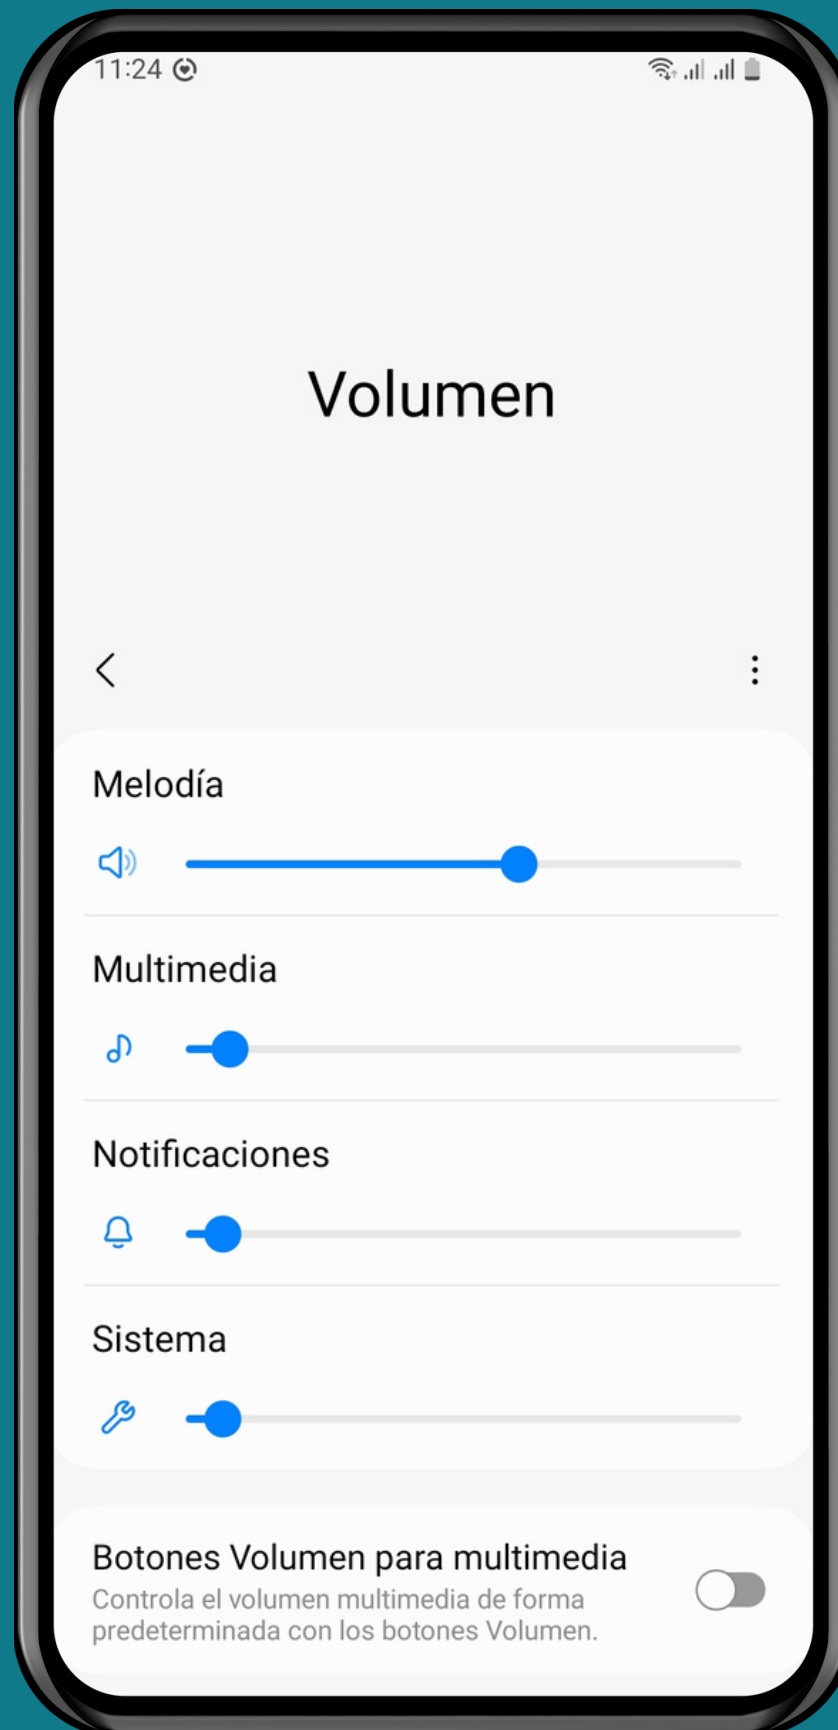 11:24
Volumen
Melodía
Multimedia
Notificaciones
Sistema
Botones Volumen para multimedia
Controla el volumen multimedia de forma
predeterminada con los botones Volumen.